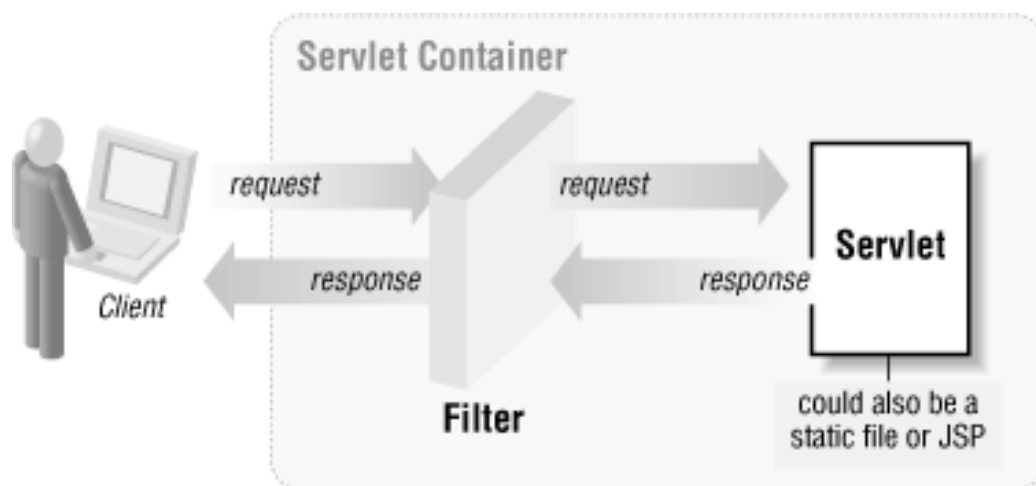 Servlet Container
request
request
Servlet
response
response
Client
Filter
could also be a
static file or JSP